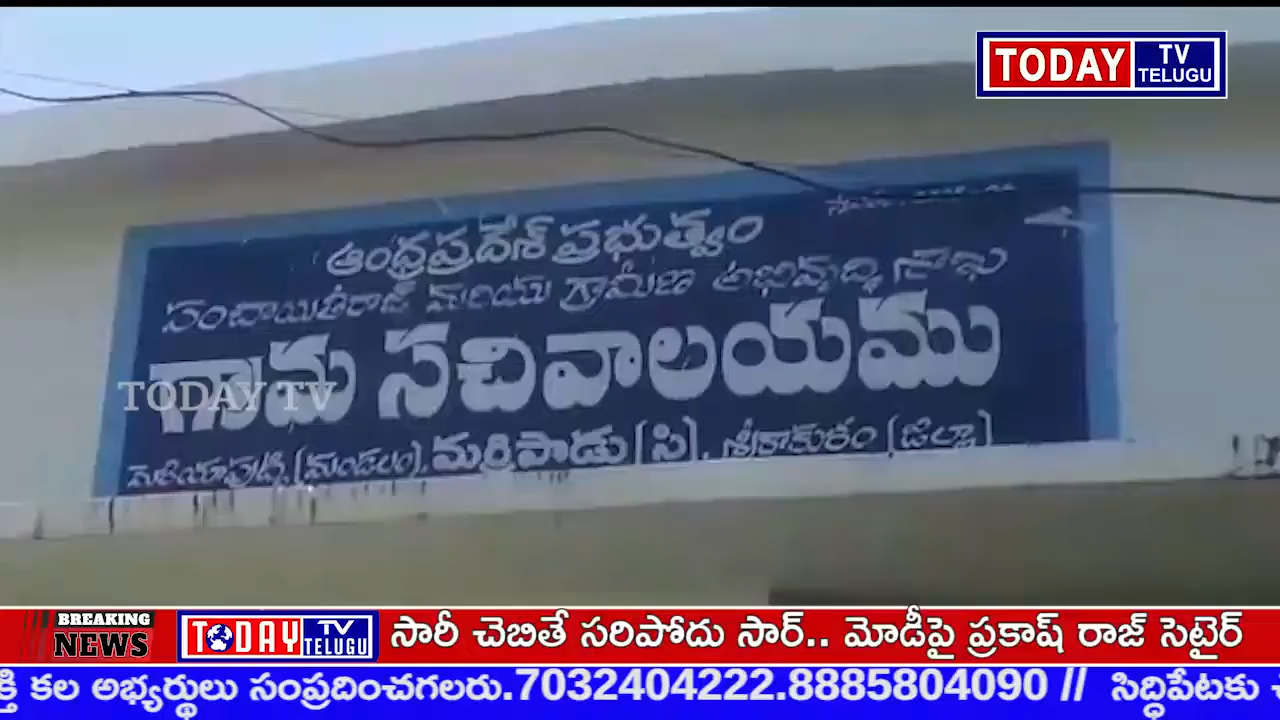 TODAY TV TELUGU
ఆంధ్రప్రదేశ్ ప్రభుత్వం
పంచాయితీరాజ్ మరియు గ్రామీణ అభివృద్ధి శాఖ
గ్రామ సచివాలయము
TODAY TV
మెళియాపుట్టి, (మండలం), మర్రిపాడు (సి), శ్రీకాకుళం (జిల్లా)
BREAKING NEWS TODAY TV TELUGU సారీ చెబితే సరిపోదు సార్.. మోడీపై ప్రకాష్ రాజ్ సెటైర్
క్తి కల అభ్యర్థులు సంప్రదించగలరు.7032404222.8885804090 // సిద్దిపేటకు